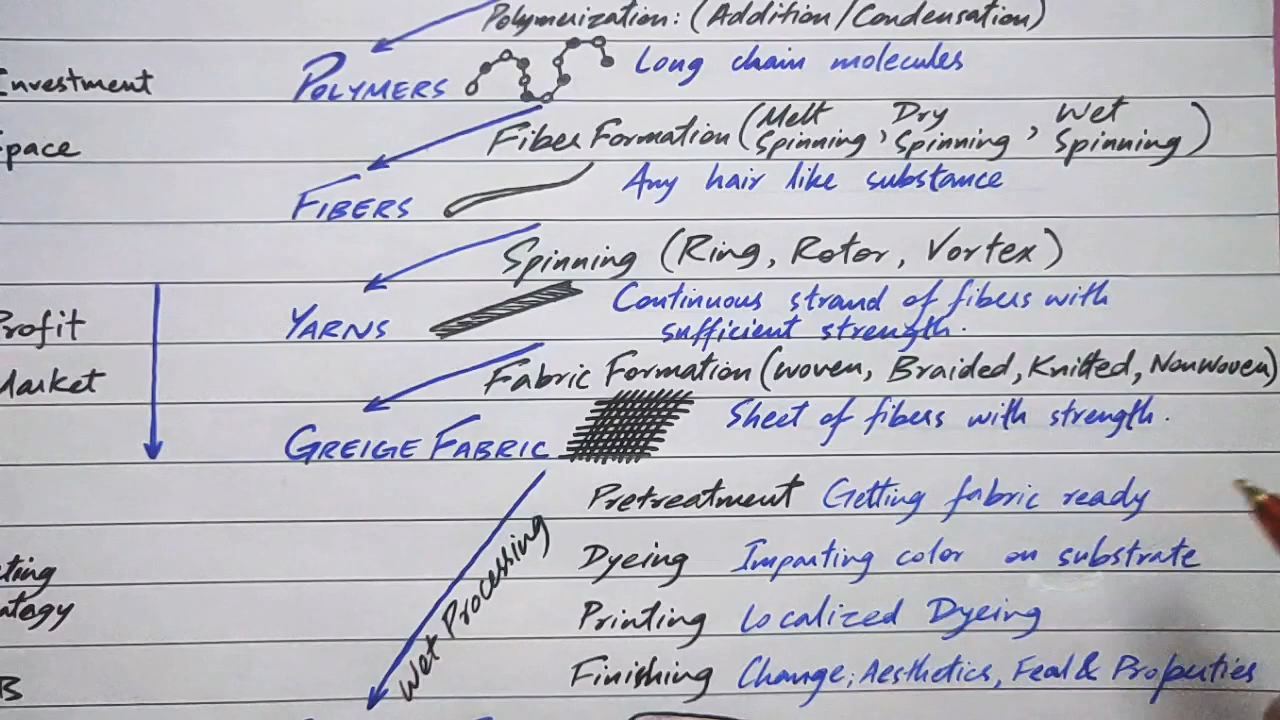 Polymerization: (Addition/Condensation)
Investment POLYMERS Long chain molecules
Space Fiber Formation (Melt Spinning, Dry Spinning, Wet Spinning)
FIBERS Any hair like substance
Spinning (Ring, Rotor, Vortex)
Profit YARNS Continuous strand of fibers with
sufficient strength.
Market Fabric Formation (woven, Braided, Knitted, Nonwoven)
GREIGE FABRIC Sheet of fibers with strength.
Wet Processing
Pretreatment Getting fabric ready
eting Dyeing Imparting color on substrate
ategy Printing Localized Dyeing
B Finishing Change; Aesthetics, Feal & Properties